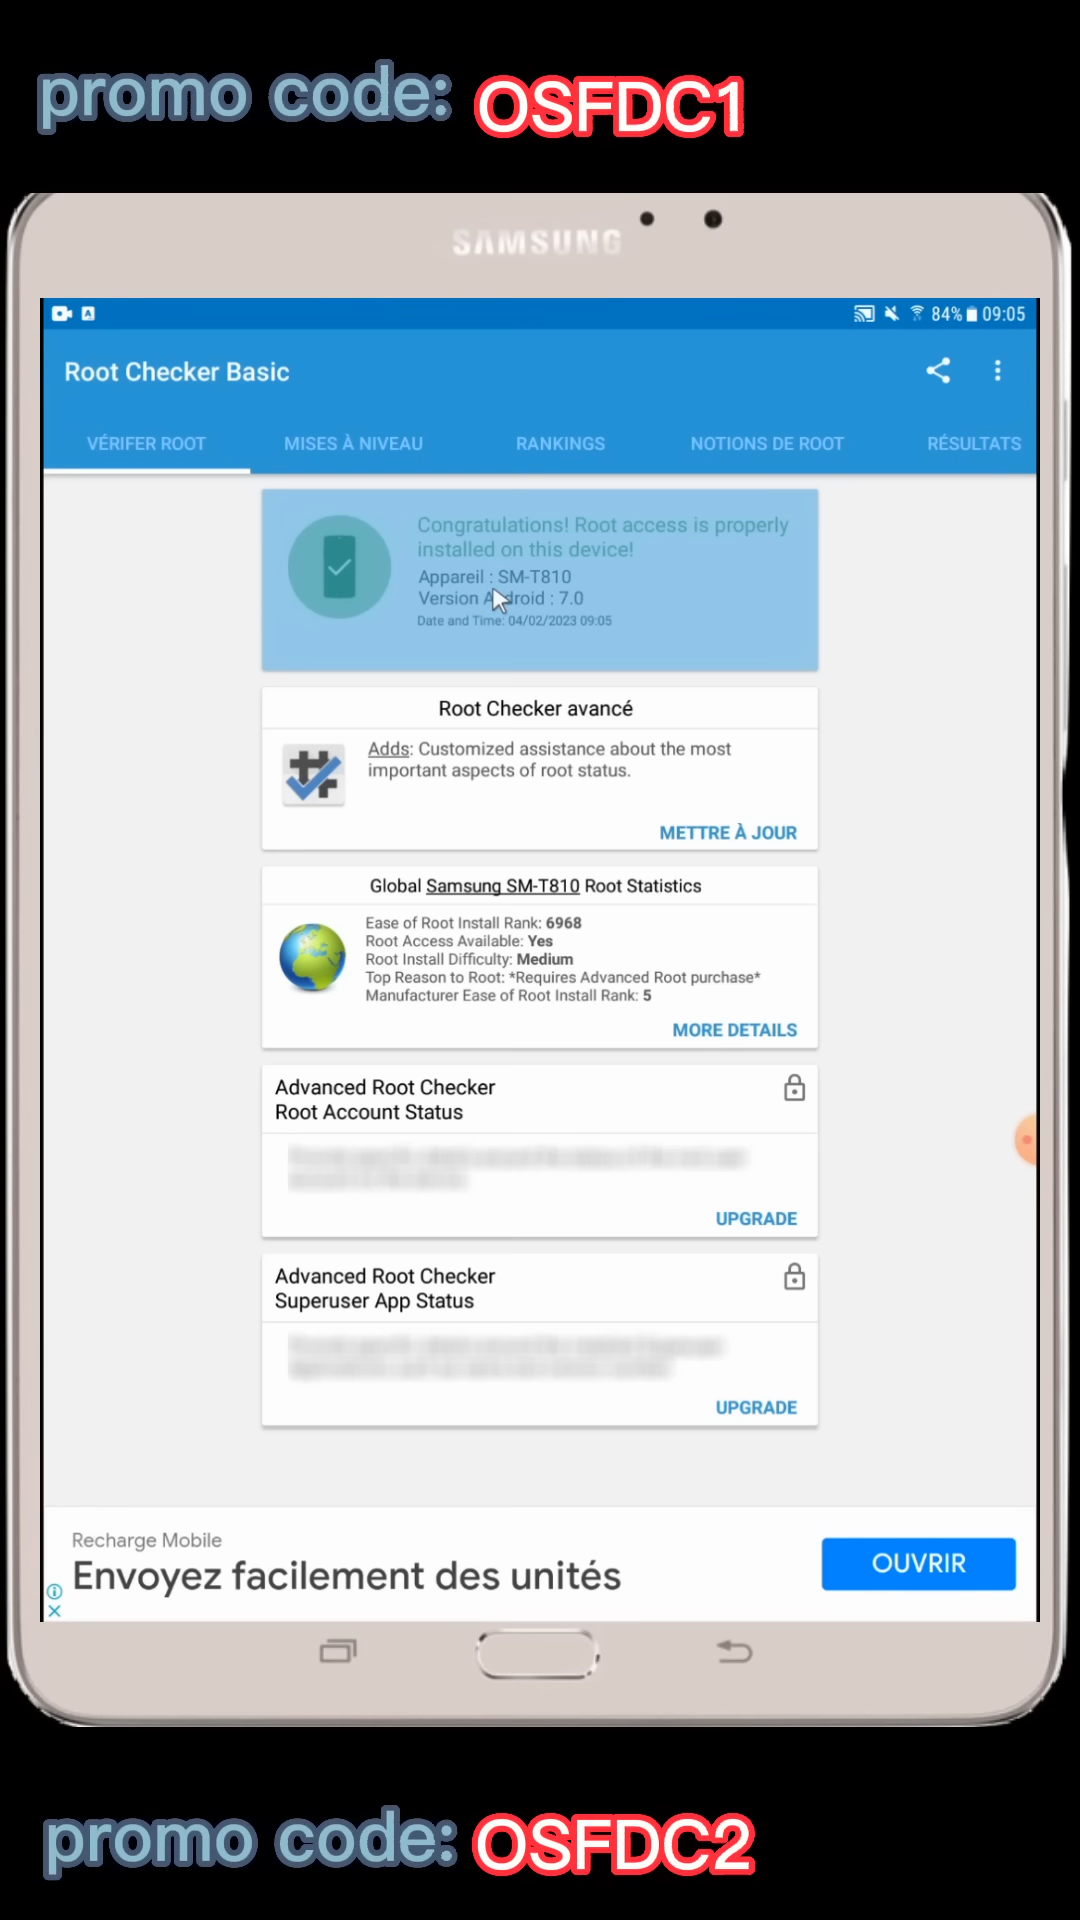 promo code: OSFDC1
SAMSUNG
84% 09:05
Root Checker Basic
VÉRIFER ROOT
MISES À NIVEAU
RANKINGS
NOTIONS DE ROOT
RÉSULTATS
Congratulations! Root access is properly
installed on this device!
Appareil : SM-T810
Version Android : 7.0
Date and Time: 04/02/2023 09:05
Root Checker avancé
Adds: Customized assistance about the most
important aspects of root status.
METTRE À JOUR
Global Samsung SM-T810 Root Statistics
Ease of Root Install Rank: 6968
Root Access Available: Yes
Root Install Difficulty: Medium
Top Reason to Root: *Requires Advanced Root purchase*
Manufacturer Ease of Root Install Rank: 5
MORE DETAILS
Advanced Root Checker
Root Account Status
UPGRADE
Advanced Root Checker
Superuser App Status
UPGRADE
Recharge Mobile
Envoyez facilement des unités
OUVRIR
promo code: OSFDC2